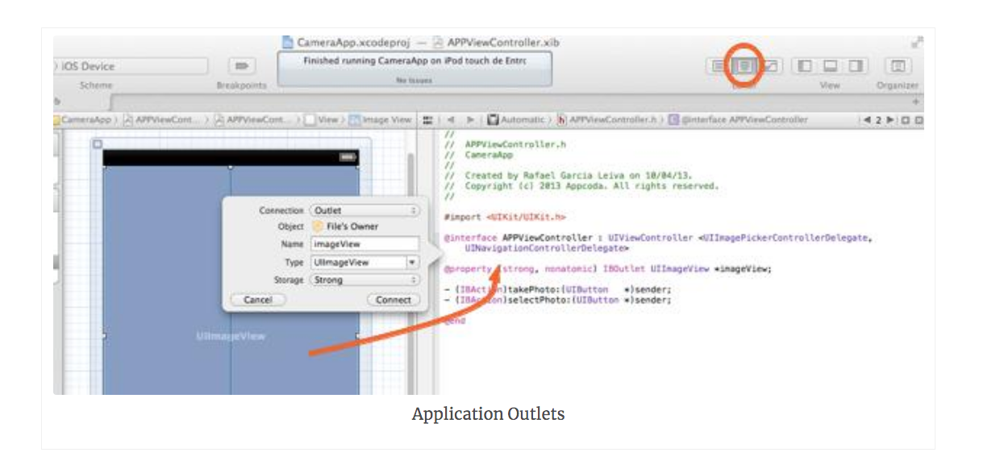 CameraApp.xcodeproj — APPViewController.xib
iOS Device
Finished running CameraApp on iPod touch de Entrc
No Issues
Scheme
Breakpoints
View
Organizer
CameraApp
APPViewCont...
APPViewCont...
View
Image View
Automatic
APPViewController.h
@interface APPViewController
2
//
// APPViewController.h
// CameraApp
//
// Created by Rafael Garcia Leiva on 10/04/13.
// Copyright (c) 2013 Appcoda. All rights reserved.
//
#import <UIKit/UIKit.h>
@interface APPViewController : UIViewController <UIImagePickerControllerDelegate,
UINavigationControllerDelegate>
@property (strong, nonatomic) IBOutlet UIImageView *imageView;
- (IBAction)takePhoto:(UIButton *)sender;
- (IBAction)selectPhoto:(UIButton *)sender;
@end
Connection Outlet
Object File's Owner
Name imageView
Type UIImageView
Storage Strong
Cancel Connect
UIImageView
Application Outlets